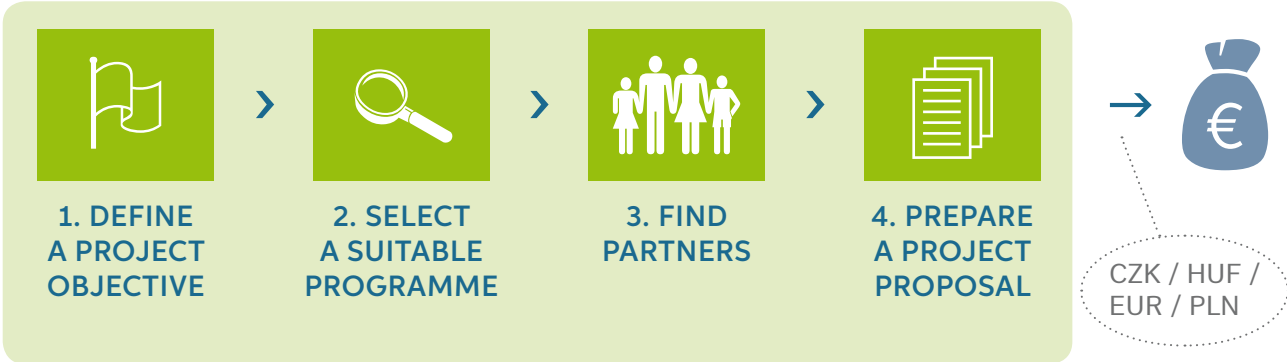 1. DEFINE
A PROJECT
OBJECTIVE
2. SELECT
A SUITABLE
PROGRAMME
3. FIND
PARTNERS
4. PREPARE
A PROJECT
PROPOSAL
€
CZK / HUF /
EUR / PLN